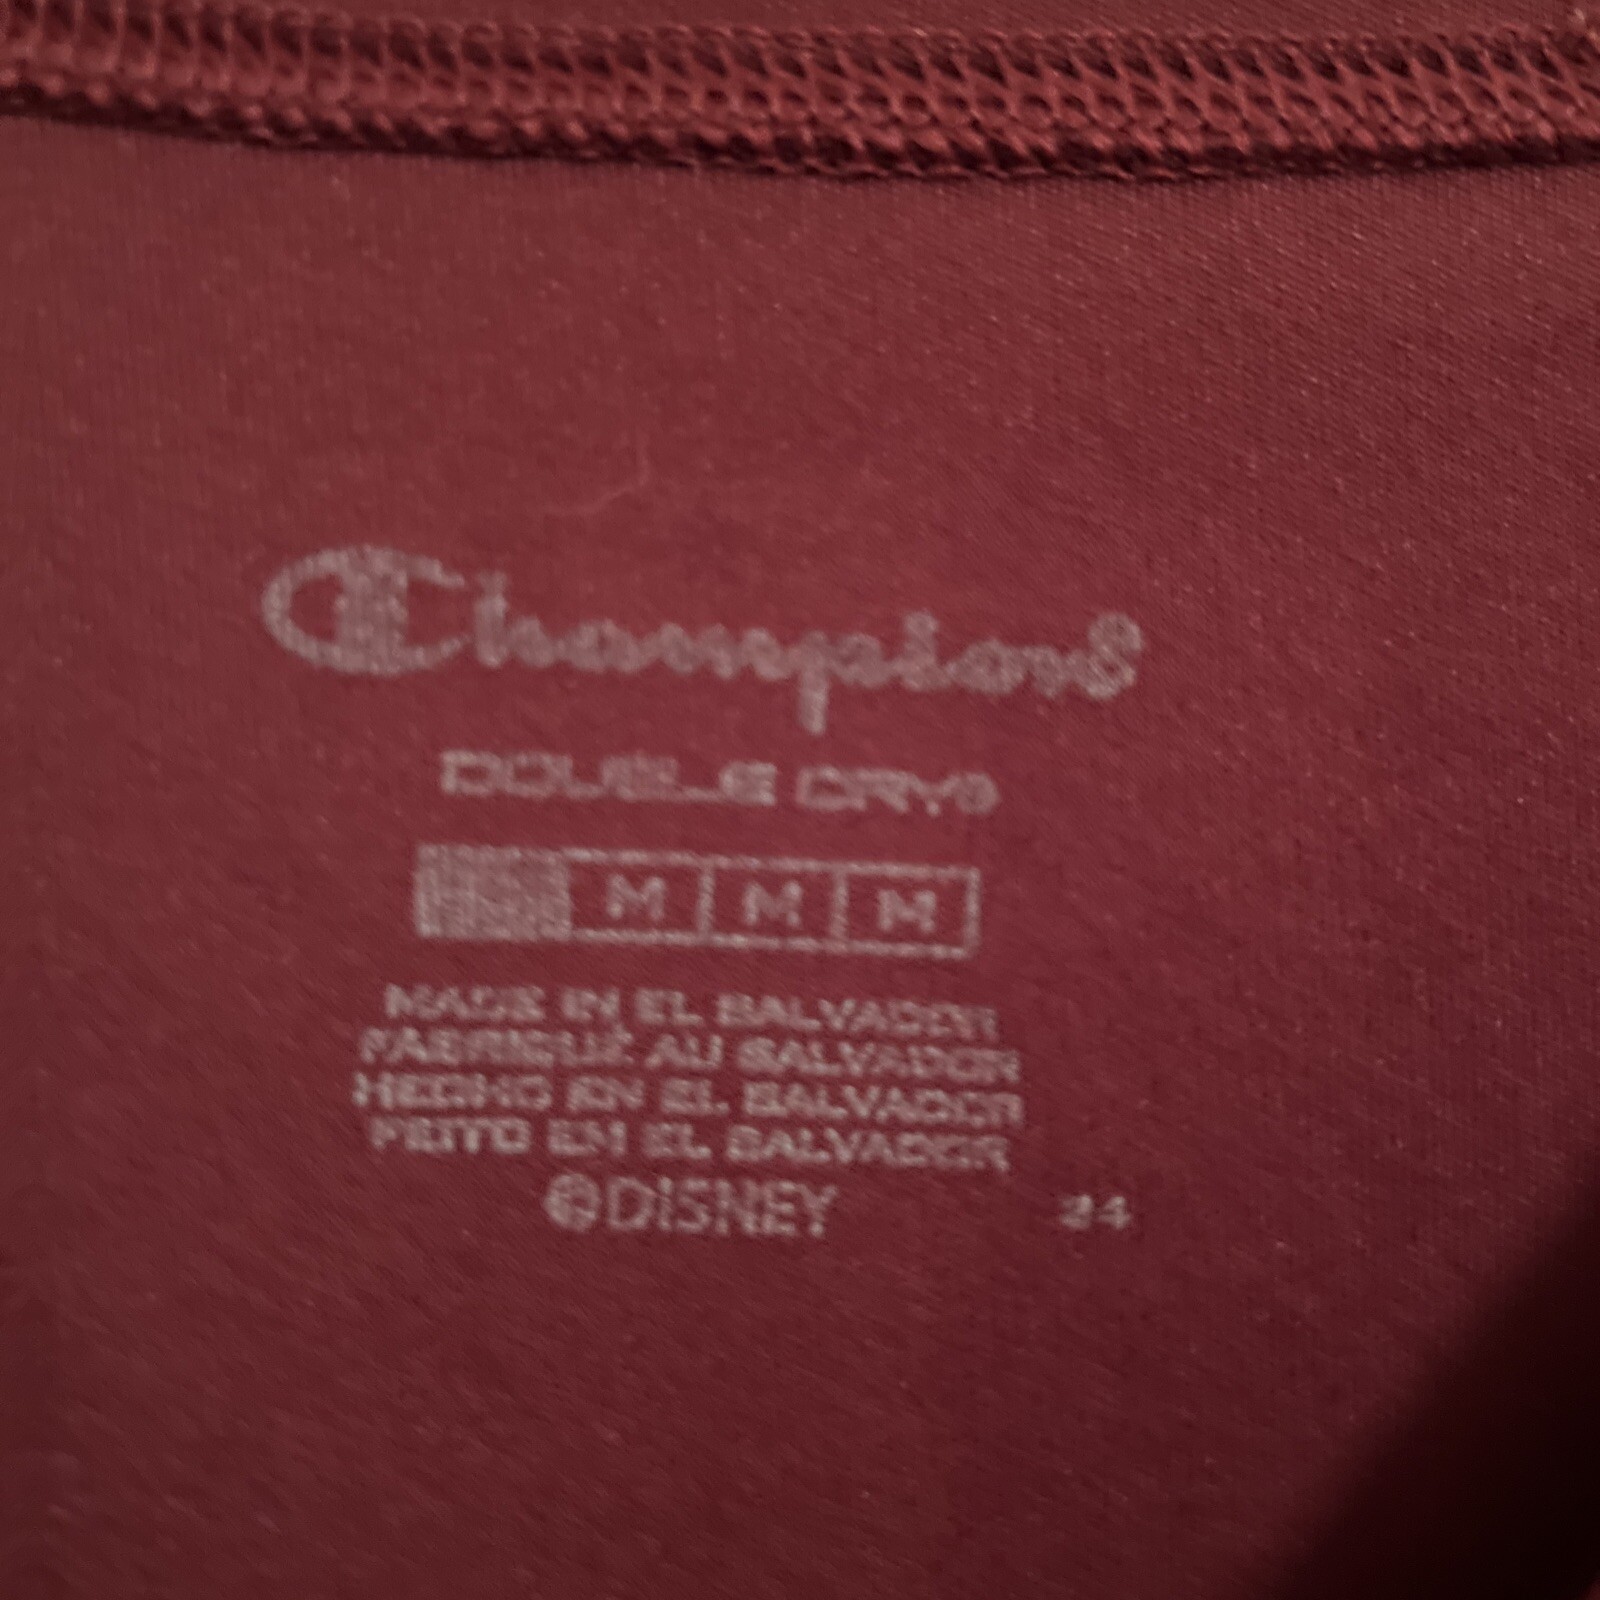 Champion®
DOUBLE DRY®
M M M
MADE IN EL SALVADOR
FABRIQUÉ AU SALVADOR
HECHO EN EL SALVADOR
FEITO EM EL SALVADOR
©DISNEY 24